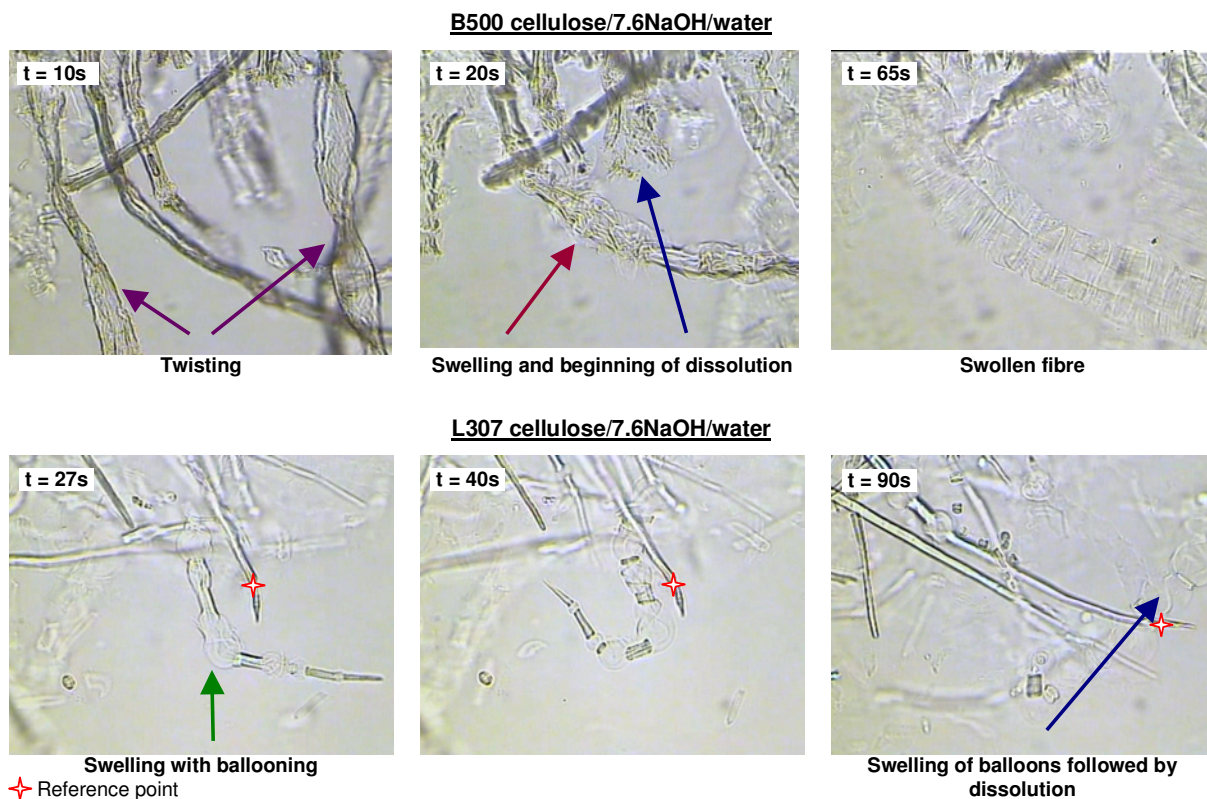 B500 cellulose/7.6NaOH/water
t = 10s
t = 20s
t = 65s
Twisting
Swelling and beginning of dissolution
Swollen fibre
L307 cellulose/7.6NaOH/water
t = 27s
t = 40s
t = 90s
Swelling with ballooning
Swelling of balloons followed by
dissolution
Reference point